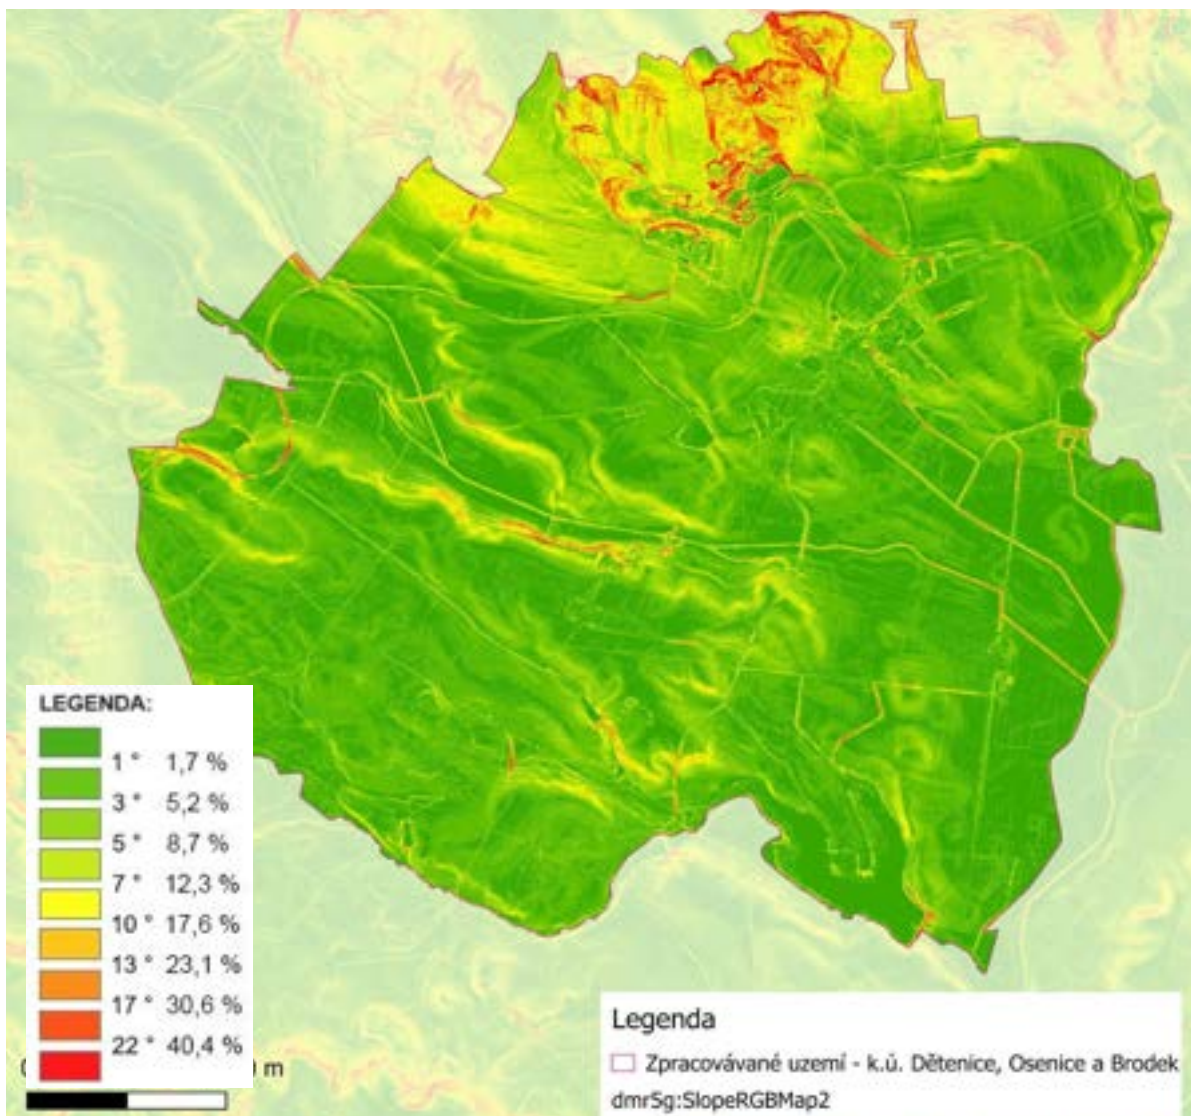 LEGENDA:
1 ° 1,7 %
3 ° 5,2 %
5 ° 8,7 %
7 ° 12,3 %
10 ° 17,6 %
13 ° 23,1 %
17 ° 30,6 %
22 ° 40,4 %
m
Legenda
Zpracovávané uzemí - k.ú. Dětenice, Osenice a Brodek
dmr5g:SlopeRGBMap2